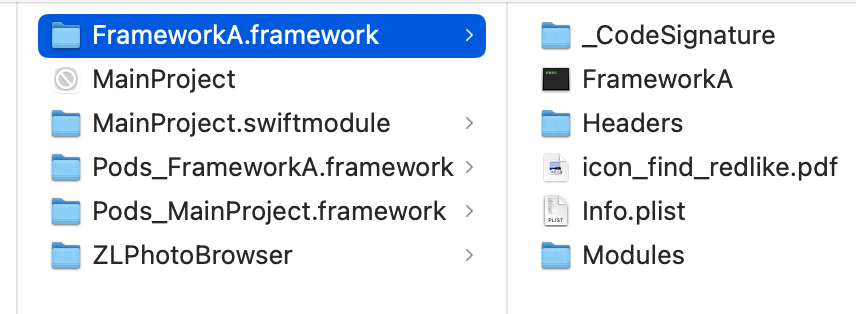 FrameworkA.framework
MainProject
MainProject.swiftmodule
Pods_FrameworkA.framework
Pods_MainProject.framework
ZLPhotoBrowser
_CodeSignature
FrameworkA
Headers
icon_find_redlike.pdf
Info.plist
Modules